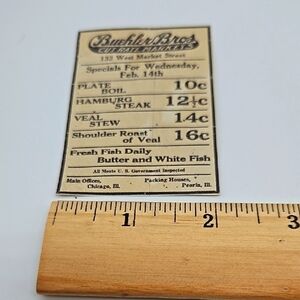 Buehler Bros.
CUT RATE MARKETS
132 West Market Street
Specials For Wednesday,
Feb. 14th
PLATE BOIL 10c
HAMBURG STEAK 12½c
VEAL STEW 14c
Shoulder Roast of Veal 16c
Fresh Fish Daily
Butter and White Fish
All Meats U. S. Government Inspected
Main Offices, Chicago, Ill.
Packing Houses, Peoria, Ill.
1 2 3